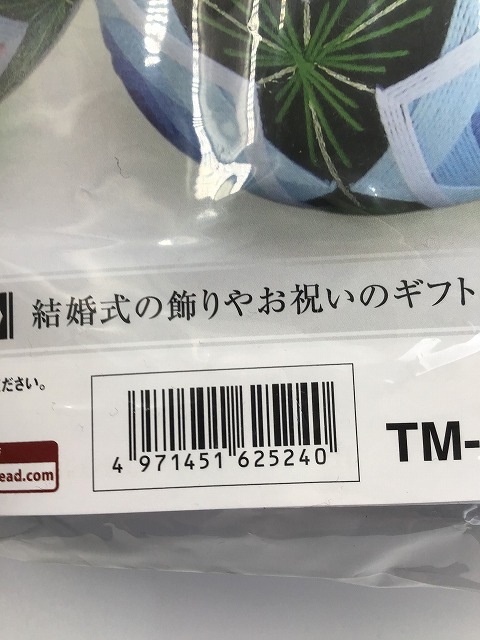 結婚式の飾りやお祝いのギフト
ださい。
ead.com
4 971451 625240
TM-